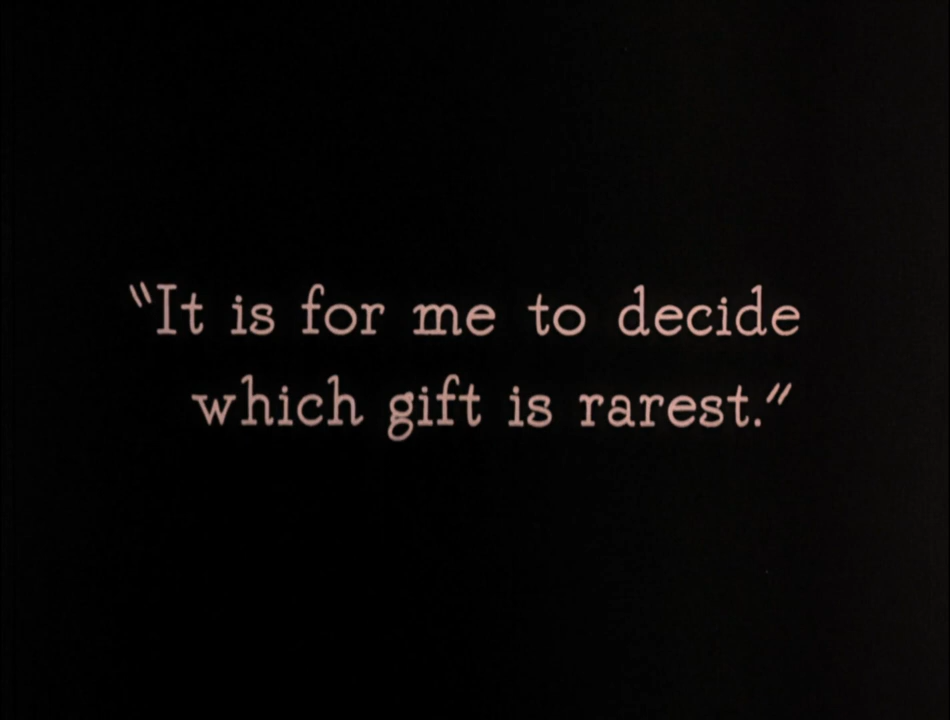 "It is for me to decide
which gift is rarest."